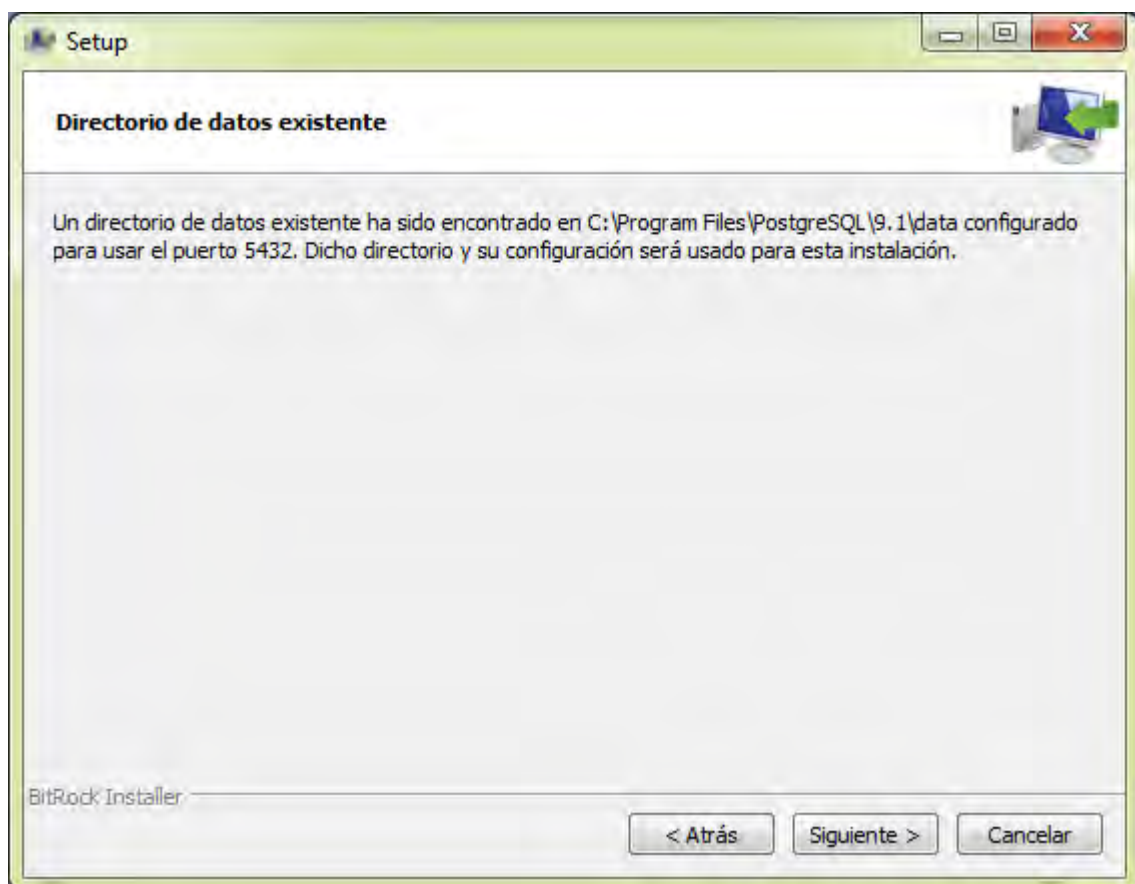 Setup
Directorio de datos existente
Un directorio de datos existente ha sido encontrado en C:\Program Files\PostgreSQL\9.1\data configurado
para usar el puerto 5432. Dicho directorio y su configuración será usado para esta instalación.
BitRock Installer
< Atrás
Siguiente >
Cancelar